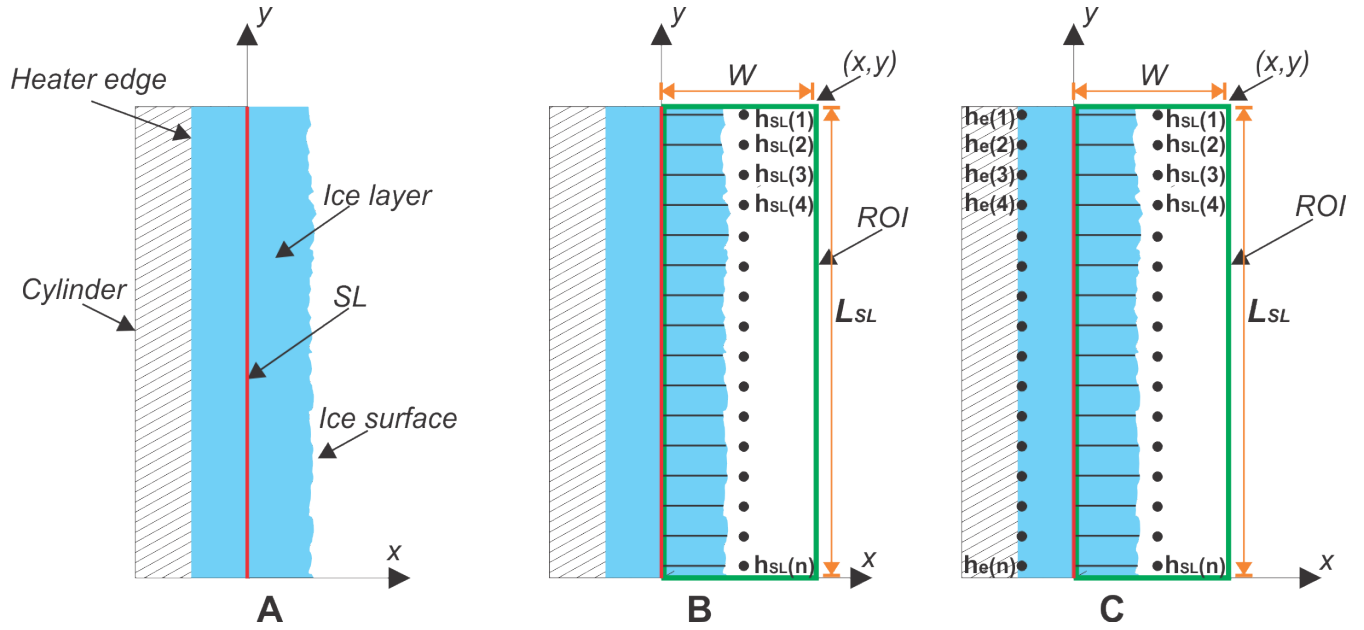 y
Heater edge
Ice layer
Cylinder
SL
Ice surface
x
A
y
W
(x,y)
hSL(1)
hSL(2)
hSL(3)
hSL(4)
ROI
LSL
hSL(n)
x
B
y
W
(x,y)
he(1) hSL(1)
he(2) hSL(2)
he(3) hSL(3)
he(4) hSL(4)
ROI
LSL
he(n) hSL(n)
x
C